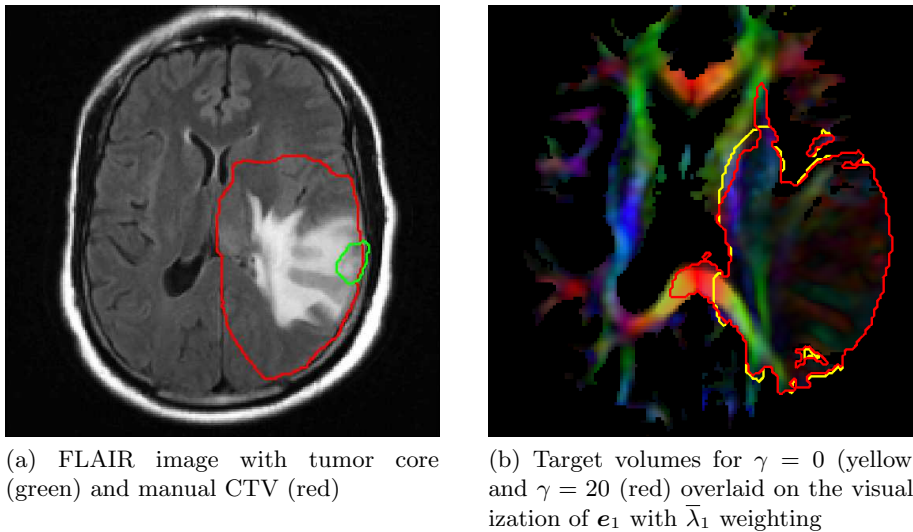 (a) FLAIR image with tumor core
(green) and manual CTV (red)
(b) Target volumes for γ = 0 (yellow
and γ = 20 (red) overlaid on the visual
ization of e₁ with λ̅₁ weighting